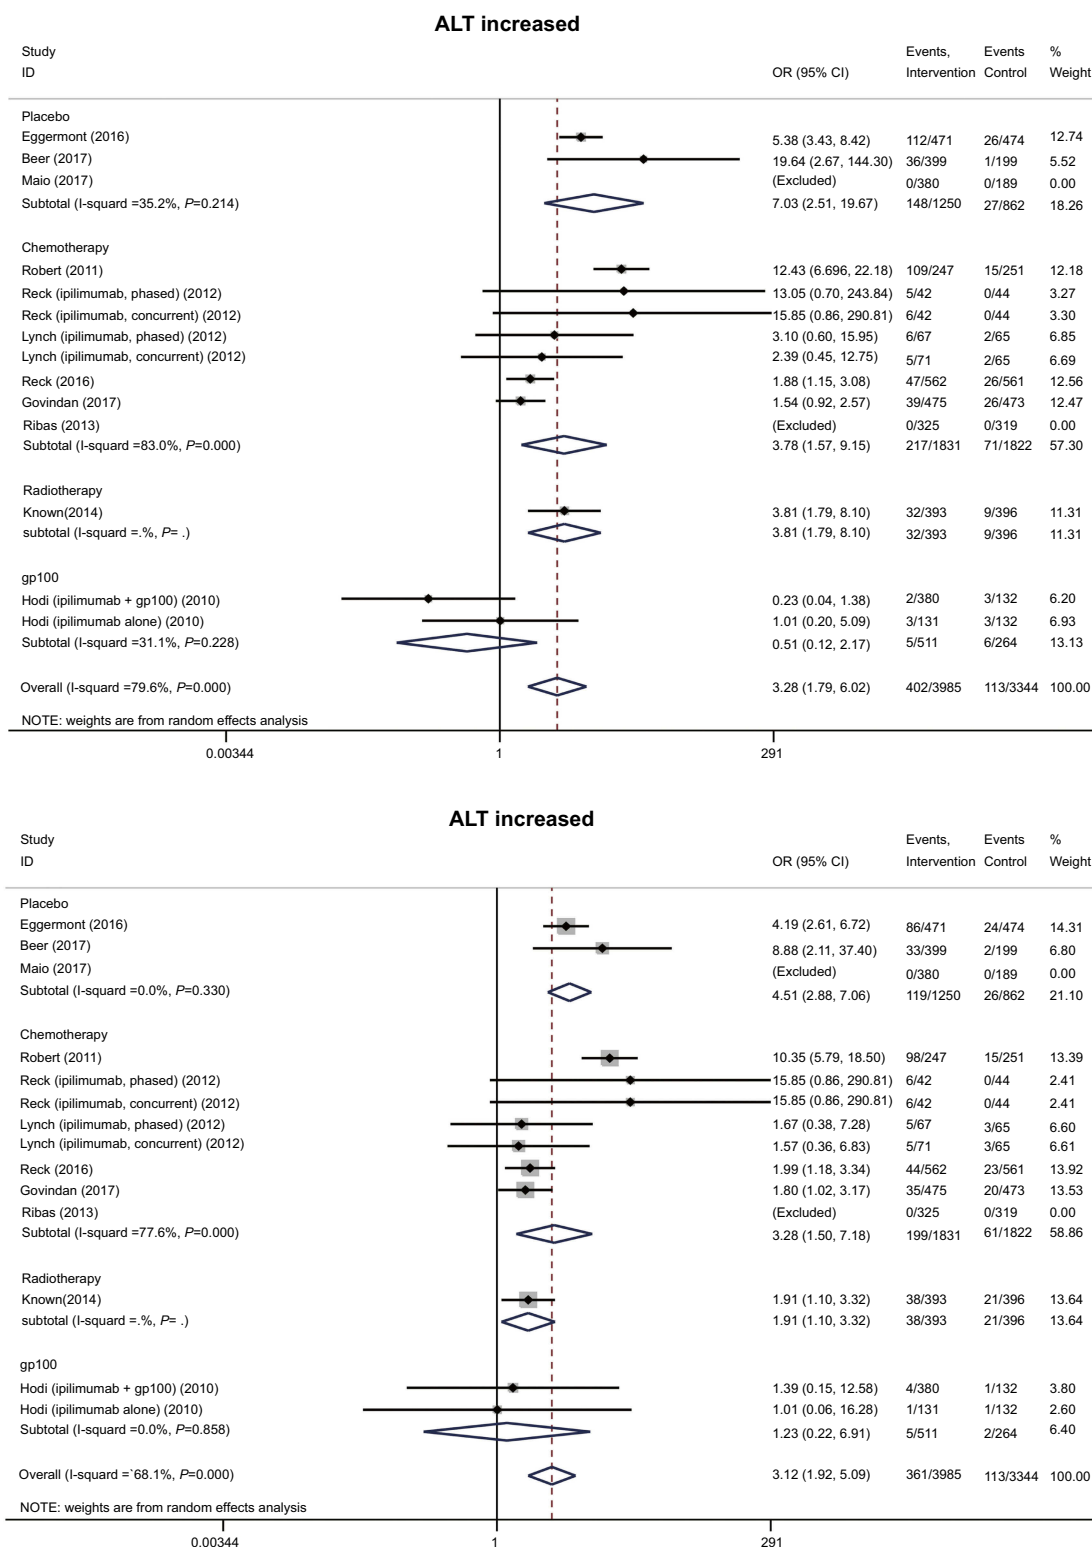 ALT increased
Study Events, Events %
ID OR (95% CI) Intervention Control Weight
Placebo
Eggermont (2016) 5.38 (3.43, 8.42) 112/471 26/474 12.74
Beer (2017) 19.64 (2.67, 144.30) 36/399 1/199 5.52
Maio (2017) (Excluded) 0/380 0/189 0.00
Subtotal (I-squard =35.2%, P=0.214) 7.03 (2.51, 19.67) 148/1250 27/862 18.26
Chemotherapy
Robert (2011) 12.43 (6.696, 22.18) 109/247 15/251 12.18
Reck (ipilimumab, phased) (2012) 13.05 (0.70, 243.84) 5/42 0/44 3.27
Reck (ipilimumab, concurrent) (2012) 15.85 (0.86, 290.81) 6/42 0/44 3.30
Lynch (ipilimumab, phased) (2012) 3.10 (0.60, 15.95) 6/67 2/65 6.85
Lynch (ipilimumab, concurrent) (2012) 2.39 (0.45, 12.75) 5/71 2/65 6.69
Reck (2016) 1.88 (1.15, 3.08) 47/562 26/561 12.56
Govindan (2017) 1.54 (0.92, 2.57) 39/475 26/473 12.47
Ribas (2013) (Excluded) 0/325 0/319 0.00
Subtotal (I-squard =83.0%, P=0.000) 3.78 (1.57, 9.15) 217/1831 71/1822 57.30
Radiotherapy
Known(2014) 3.81 (1.79, 8.10) 32/393 9/396 11.31
subtotal (I-squard =.%, P= .) 3.81 (1.79, 8.10) 32/393 9/396 11.31
gp100
Hodi (ipilimumab + gp100) (2010) 0.23 (0.04, 1.38) 2/380 3/132 6.20
Hodi (ipilimumab alone) (2010) 1.01 (0.20, 5.09) 3/131 3/132 6.93
Subtotal (I-squard =31.1%, P=0.228) 0.51 (0.12, 2.17) 5/511 6/264 13.13
Overall (I-squard =79.6%, P=0.000) 3.28 (1.79, 6.02) 402/3985 113/3344 100.00
NOTE: weights are from random effects analysis
0.00344 1 291
ALT increased
Study Events, Events %
ID OR (95% CI) Intervention Control Weight
Placebo
Eggermont (2016) 4.19 (2.61, 6.72) 86/471 24/474 14.31
Beer (2017) 8.88 (2.11, 37.40) 33/399 2/199 6.80
Maio (2017) (Excluded) 0/380 0/189 0.00
Subtotal (I-squard =0.0%, P=0.330) 4.51 (2.88, 7.06) 119/1250 26/862 21.10
Chemotherapy
Robert (2011) 10.35 (5.79, 18.50) 98/247 15/251 13.39
Reck (ipilimumab, phased) (2012) 15.85 (0.86, 290.81) 6/42 0/44 2.41
Reck (ipilimumab, concurrent) (2012) 15.85 (0.86, 290.81) 6/42 0/44 2.41
Lynch (ipilimumab, phased) (2012) 1.67 (0.38, 7.28) 5/67 3/65 6.60
Lynch (ipilimumab, concurrent) (2012) 1.57 (0.36, 6.83) 5/71 3/65 6.61
Reck (2016) 1.99 (1.18, 3.34) 44/562 23/561 13.92
Govindan (2017) 1.80 (1.02, 3.17) 35/475 20/473 13.53
Ribas (2013) (Excluded) 0/325 0/319 0.00
Subtotal (I-squard =77.6%, P=0.000) 3.28 (1.50, 7.18) 199/1831 61/1822 58.86
Radiotherapy
Known(2014) 1.91 (1.10, 3.32) 38/393 21/396 13.64
subtotal (I-squard =.%, P= .) 1.91 (1.10, 3.32) 38/393 21/396 13.64
gp100
Hodi (ipilimumab + gp100) (2010) 1.39 (0.15, 12.58) 4/380 1/132 3.80
Hodi (ipilimumab alone) (2010) 1.01 (0.06, 16.28) 1/131 1/132 2.60
Subtotal (I-squard =0.0%, P=0.858) 1.23 (0.22, 6.91) 5/511 2/264 6.40
Overall (I-squard =`68.1%, P=0.000) 3.12 (1.92, 5.09) 361/3985 113/3344 100.00
NOTE: weights are from random effects analysis
0.00344 1 291